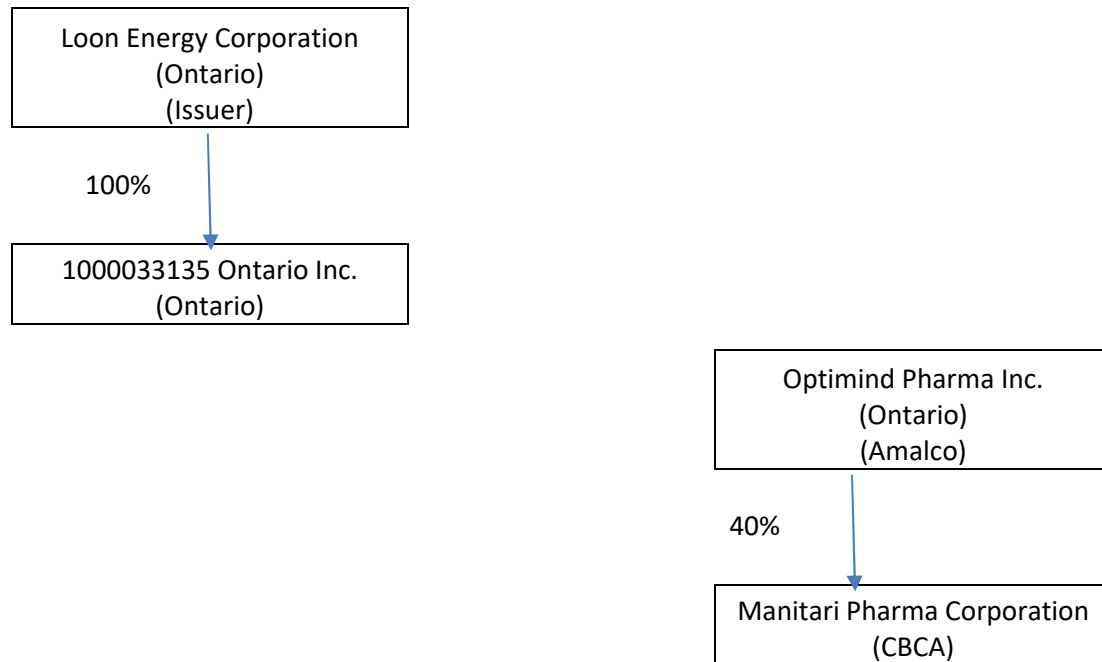 Loon Energy Corporation
(Ontario)
(Issuer)
100%
1000033135 Ontario Inc.
(Ontario)
Optimind Pharma Inc.
(Ontario)
(Amalco)
40%
Manitari Pharma Corporation
(CBCA)